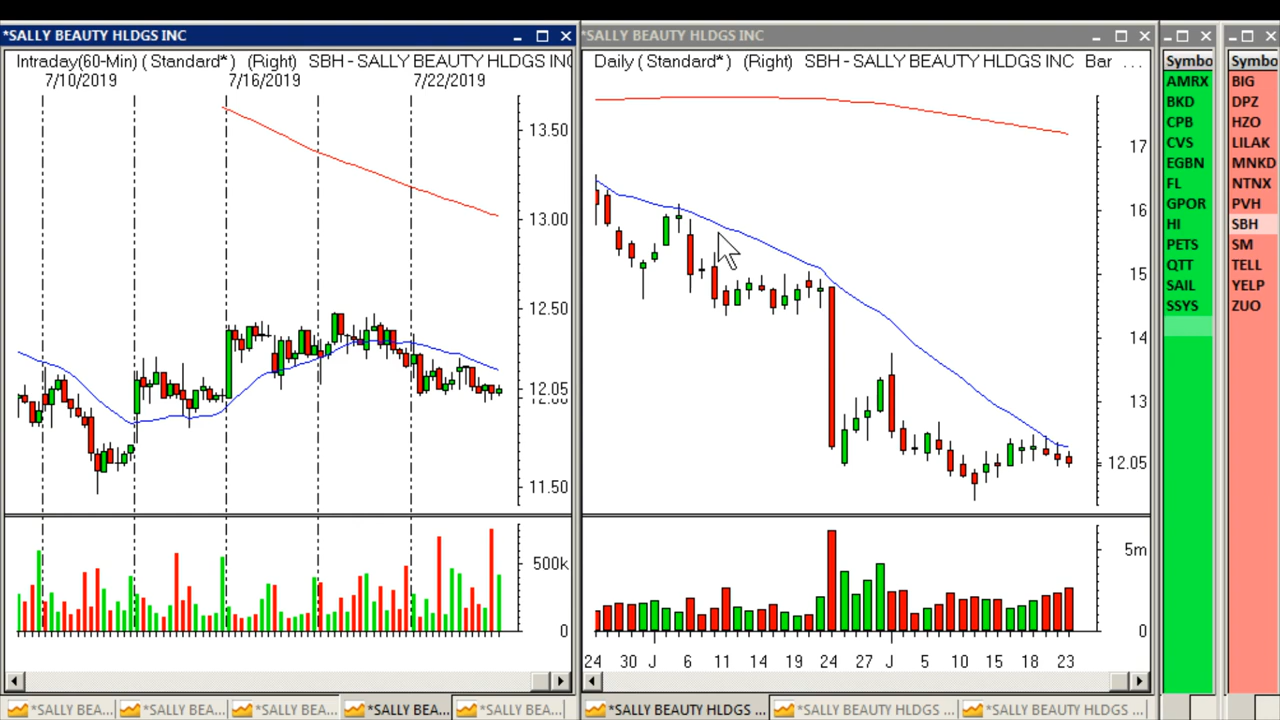 *SALLY BEAUTY HLDGS INC
Intraday(60-Min) ( Standard* ) (Right) SBH - SALLY BEAUTY HLDGS INC
7/10/2019 7/16/2019 7/22/2019
13.50
13.00
12.50
12.05
12.00
11.50
500k
0
*SALLY BEA...
*SALLY BEA...
*SALLY BEA...
*SALLY BEA...
*SALLY BEA...
*SALLY BEAUTY HLDGS INC
Daily ( Standard* ) (Right) SBH - SALLY BEAUTY HLDGS INC Bar ...
17
16
15
14
13
12.05
5m
0
24 30 J 6 11 14 19 24 27 J 5 10 15 18 23
*SALLY BEAUTY HLDGS ...
*SALLY BEAUTY HLDGS ...
*SALLY BEAUTY HLDGS ...
Symbo
AMRX
BKD
CPB
CVS
EGBN
FL
GPOR
HI
PETS
QTT
SAIL
SSYS
Symbo
BIG
DPZ
HZO
LILAK
MNKD
NTNX
PVH
SBH
SM
TELL
YELP
ZUO